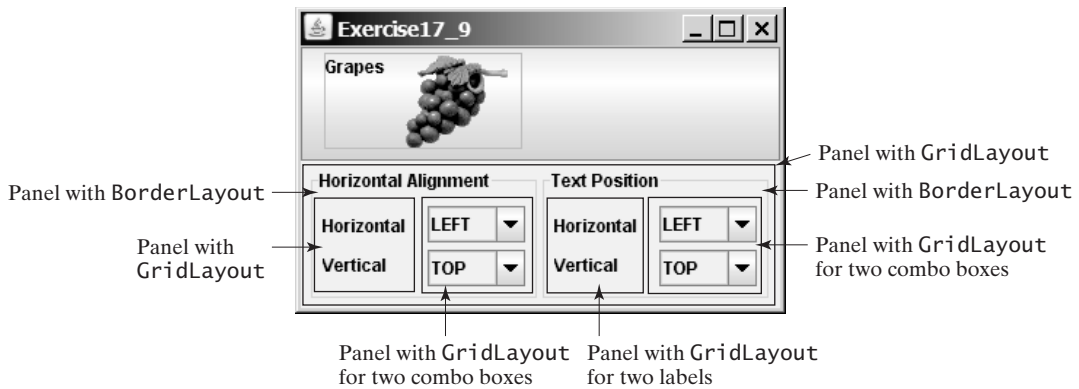 Exercise17_9
Grapes
Panel with GridLayout
Panel with BorderLayout
Horizontal Alignment
Text Position
Panel with BorderLayout
Horizontal
LEFT
Horizontal
LEFT
Panel with
GridLayout
Panel with GridLayout
for two combo boxes
Vertical
TOP
Vertical
TOP
Panel with GridLayout
for two combo boxes
Panel with GridLayout
for two labels